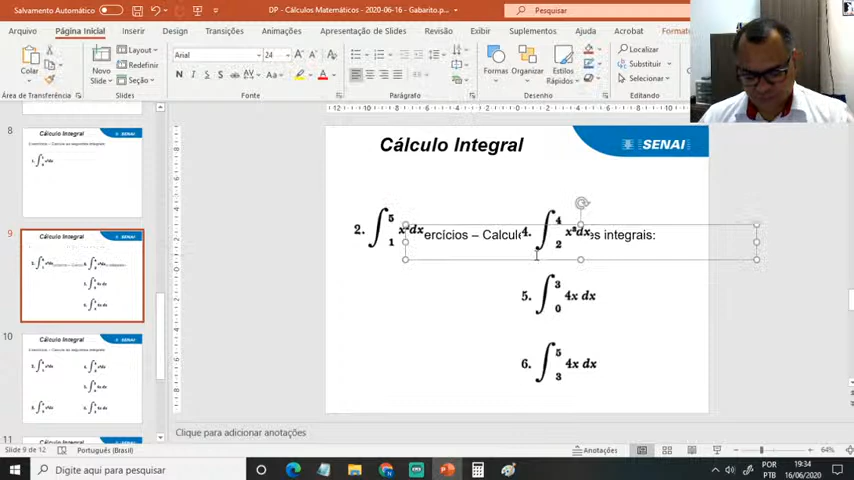 Salvamento Automático
DP - Cálculos Matemáticos - 2020-06-16 - Gabarito.p...
Pesquisar
Arquivo
Página Inicial
Inserir
Design
Transições
Animações
Apresentação de Slides
Revisão
Exibir
Suplementos
Ajuda
Acrobat
Formato
Colar
Área de Transferência
Novo
Slide
Layout
Redefinir
Seção
Slides
Arial
24
N I S S
Fonte
Parágrafo
Formas
Organizar
Estilos
Rápidos
Desenho
Localizar
Substituir
Selecionar
Editando
8
Cálculo Integral
9
Cálculo Integral
10
Cálculo Integral
11
Cálculo Integral
SENAI
ercícios – Calcule
es integrais:
2. ∫ 5 1 x²dx
4. ∫ 4 2 x³dx
5. ∫ 3 0 4x dx
6. ∫ 5 3 4x dx
Clique para adicionar anotações
Slide 9 de 12
Português (Brasil)
Anotações
64%
Digite aqui para pesquisar
POR
PTB
19:34
16/06/2020